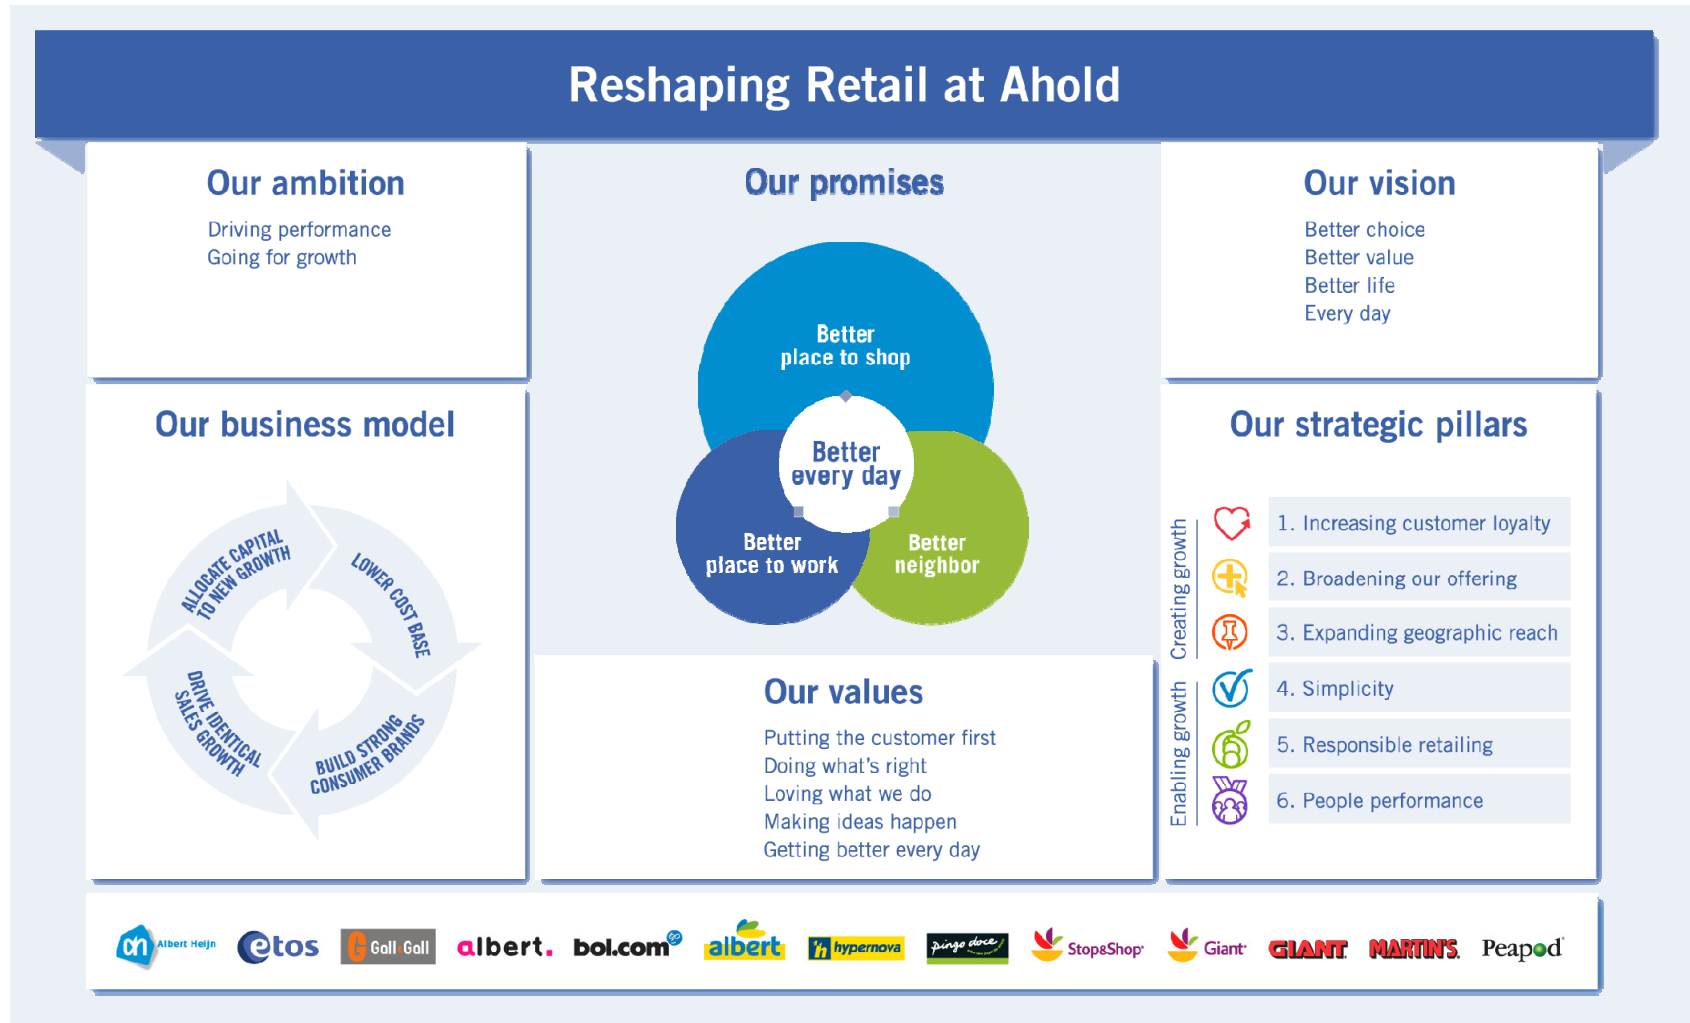 Reshaping Retail at Ahold
Our ambition
Driving performance
Going for growth
Our promises
Better
place to shop
Better
every day
Better
place to work
Better
neighbor
Our vision
Better choice
Better value
Better life
Every day
Our business model
ALLOCATE CAPITAL
TO NEW GROWTH
LOWER COST BASE
BUILD STRONG
CONSUMER BRANDS
DRIVE IDENTICAL
SALES GROWTH
Our values
Putting the customer first
Doing what's right
Loving what we do
Making ideas happen
Getting better every day
Our strategic pillars
Creating growth
1. Increasing customer loyalty
2. Broadening our offering
3. Expanding geographic reach
Enabling growth
4. Simplicity
5. Responsible retailing
6. People performance
Albert Heijn
etos
Gall Gall
albert.
bol.com
albert
hypernova
pingo doce
Stop&Shop
Giant
GIANT
MARTIN'S
Peapod